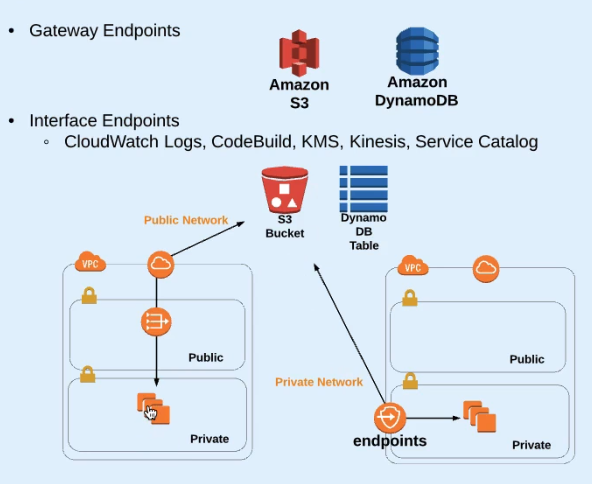 • Gateway Endpoints
Amazon
S3
Amazon
DynamoDB
• Interface Endpoints
◦ CloudWatch Logs, CodeBuild, KMS, Kinesis, Service Catalog
Public Network
S3
Bucket
Dynamo
DB
Table
VPC
Public
Private
VPC
Public
Private Network
endpoints
Private